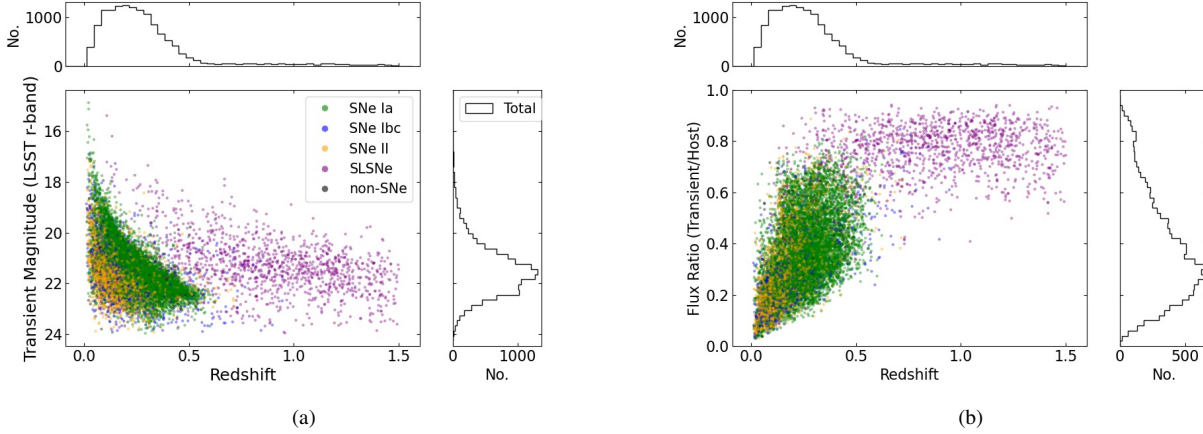 1000
0
No.
16
18
20
22
24
Transient Magnitude (LSST r-band)
SNe Ia
SNe Ibc
SNe II
SLSNe
non-SNe
0.0 0.5 1.0 1.5
Redshift
Total
0 1000
No.
(a)
1000
0
No.
1.0
0.8
0.6
0.4
0.2
0.0
Flux Ratio (Transient/Host)
0.0 0.5 1.0 1.5
Redshift
0 500
No.
(b)